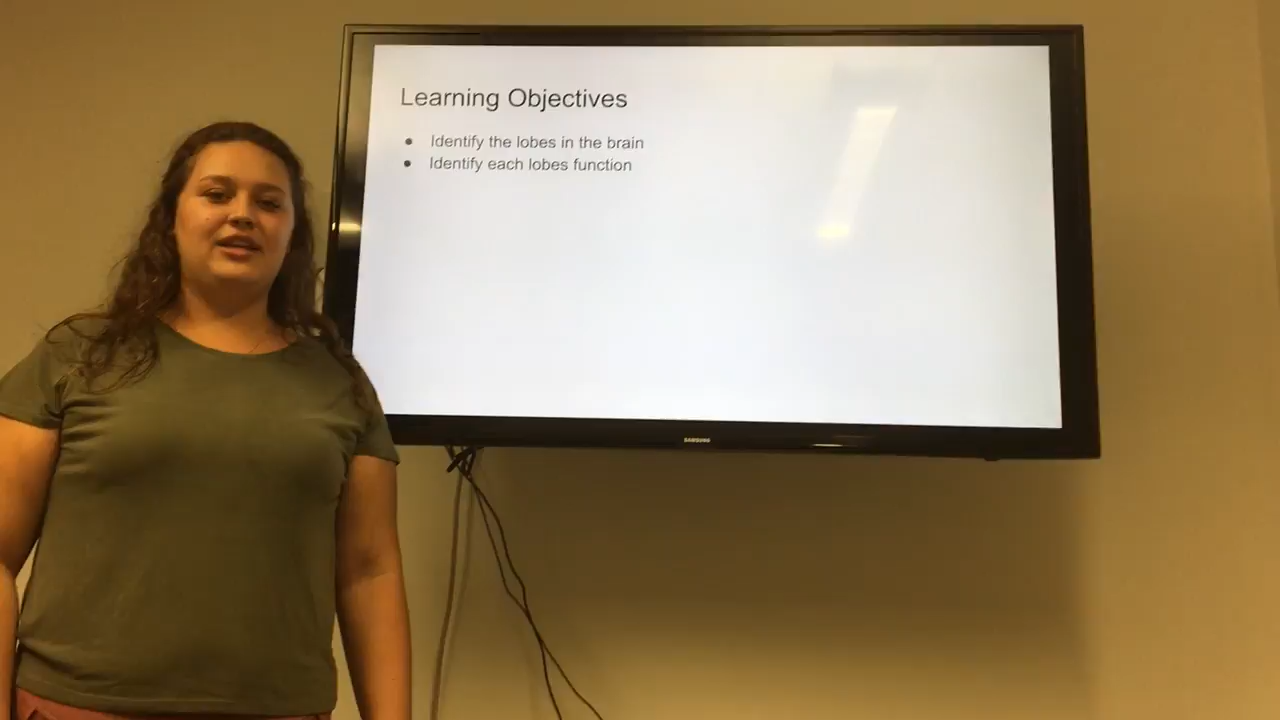 Learning Objectives
● Identify the lobes in the brain
● Identify each lobes function
SAMSUNG